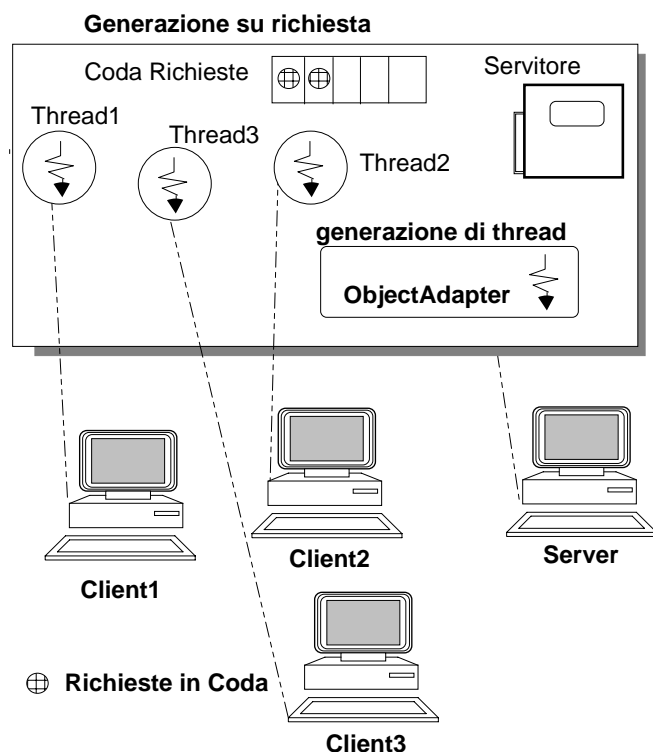 Generazione su richiesta
Coda Richieste
Servitore
Thread1
Thread3
Thread2
generazione di thread
ObjectAdapter
Client1
Client2
Server
Richieste in Coda
Client3